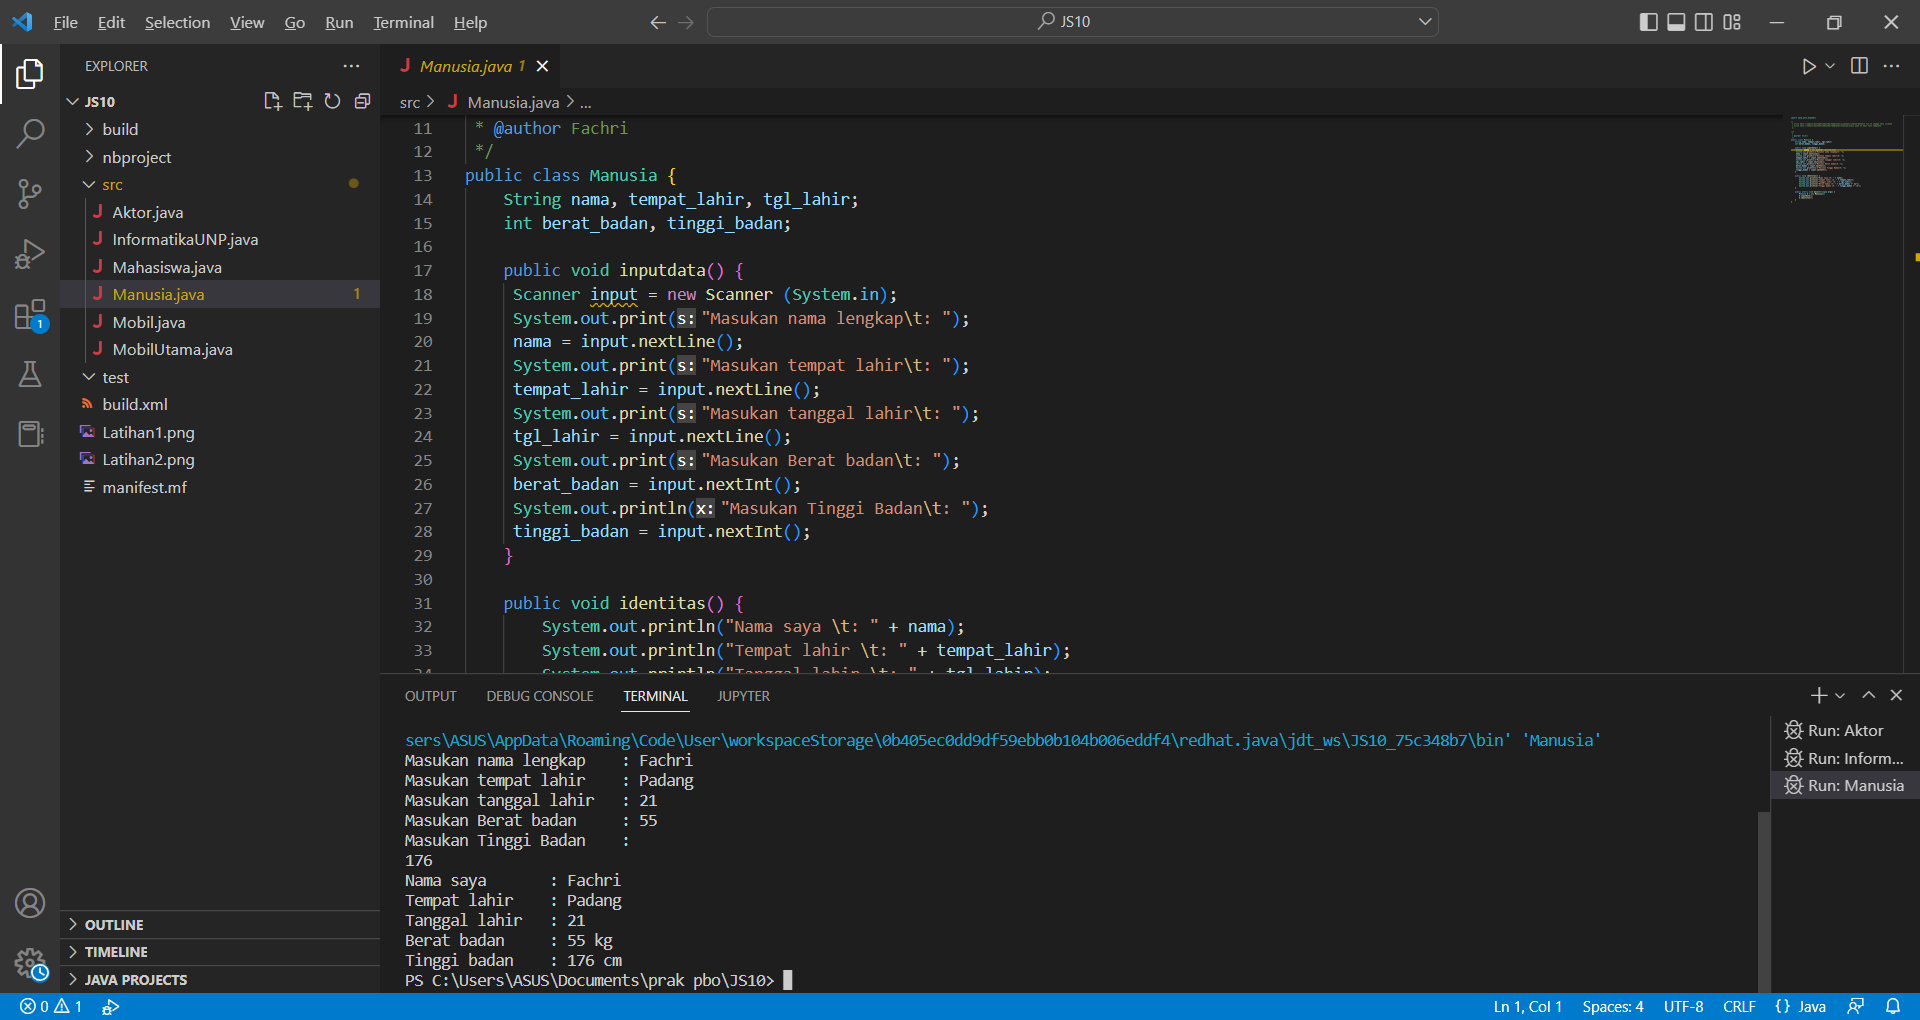 File Edit Selection View Go Run Terminal Help
JS10
EXPLORER
JS10
build
nbproject
src
Aktor.java
InformatikaUNP.java
Mahasiswa.java
Manusia.java 1
Mobil.java
MobilUtama.java
test
build.xml
Latihan1.png
Latihan2.png
manifest.mf
OUTLINE
TIMELINE
JAVA PROJECTS
1
Manusia.java 1
src > Manusia.java > ...
11 * @author Fachri
12 */
13 public class Manusia {
14 String nama, tempat_lahir, tgl_lahir;
15 int berat_badan, tinggi_badan;
16
17 public void inputdata() {
18 Scanner input = new Scanner (System.in);
19 System.out.print(s: "Masukan nama lengkap\t: ");
20 nama = input.nextLine();
21 System.out.print(s: "Masukan tempat lahir\t: ");
22 tempat_lahir = input.nextLine();
23 System.out.print(s: "Masukan tanggal lahir\t: ");
24 tgl_lahir = input.nextLine();
25 System.out.print(s: "Masukan Berat badan\t: ");
26 berat_badan = input.nextInt();
27 System.out.println(x: "Masukan Tinggi Badan\t: ");
28 tinggi_badan = input.nextInt();
29 }
30
31 public void identitas() {
32 System.out.println("Nama saya \t: " + nama);
33 System.out.println("Tempat lahir \t: " + tempat_lahir);
34 System.out.println("Tanggal lahir \t: " + tgl_lahir);
OUTPUT DEBUG CONSOLE TERMINAL JUPYTER
sers\ASUS\AppData\Roaming\Code\User\workspaceStorage\0b405ec0dd9df59ebb0b104b006eddf4\redhat.java\jdt_ws\JS10_75c348b7\bin' 'Manusia'
Masukan nama lengkap : Fachri
Masukan tempat lahir : Padang
Masukan tanggal lahir : 21
Masukan Berat badan : 55
Masukan Tinggi Badan :
176
Nama saya : Fachri
Tempat lahir : Padang
Tanggal lahir : 21
Berat badan : 55 kg
Tinggi badan : 176 cm
PS C:\Users\ASUS\Documents\prak pbo\JS10>
Run: Aktor
Run: Inform...
Run: Manusia
0 1
Ln 1, Col 1 Spaces: 4 UTF-8 CRLF {} Java